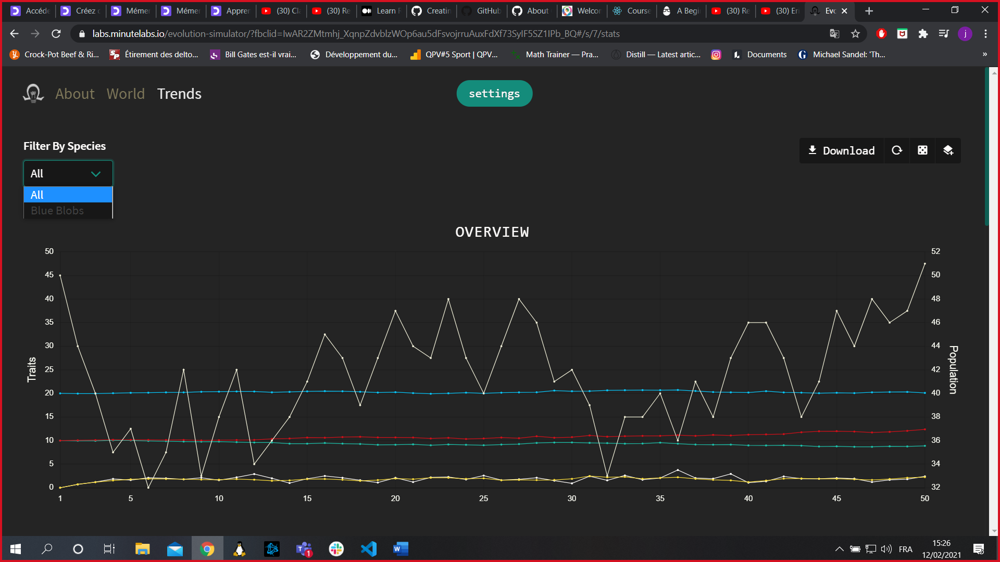 Accéde
Créez c
Mémer
Mémer
Appren
(30) Cla
(30) Re
Learn R
Creatin
GitHub
About
Welcor
Course
A Begi
(30) Re
(30) Eri
Evo
labs.minutelabs.io/evolution-simulator/?fbclid=IwAR2ZMtmhj_XqnpZdvblzWOp6au5dFsvojrruAuxFdXf73SyIF5SZ1IPb_BQ#/s/7/stats
j
Crock-Pot Beef & Ri...
Étirement des delto...
Bill Gates est-il vrai...
Développement du...
QPV#5 Sport | QPV...
Math Trainer — Pra...
Distill — Latest artic...
Documents
Michael Sandel: 'Th...
»
About World Trends
settings
Filter By Species
Download
All
All
Blue Blobs
OVERVIEW
50 52
45 50
40 48
35 46
30 44
Traits
Population
25 42
20 40
15 38
10 36
5 34
0 32
1 5 10 15 20 25 30 35 40 45 50
1
FRA
15:26
12/02/2021